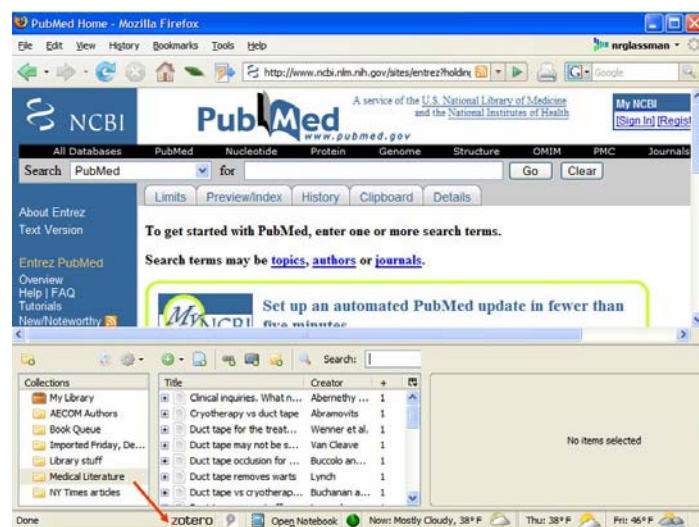 PubMed Home - Mozilla Firefox
File Edit View History Bookmarks Tools Help
nrglassman
http://www.ncbi.nlm.nih.gov/sites/entrez?holding
Google
NCBI
PubMed
www.pubmed.gov
A service of the U.S. National Library of Medicine
and the National Institutes of Health
My NCBI
[Sign In] [Regist
All Databases PubMed Nucleotide Protein Genome Structure OMIM PMC Journals
Search PubMed for Go Clear
Limits Preview/Index History Clipboard Details
About Entrez
Text Version
Entrez PubMed
Overview
Help | FAQ
Tutorials
New/Noteworthy
To get started with PubMed, enter one or more search terms.
Search terms may be topics, authors or journals.
My NCBI
Set up an automated PubMed update in fewer than
five minutes
Search:
Collections
My Library
AECOM Authors
Book Queue
Imported Friday, De...
Library stuff
Medical Literature
NY Times articles
Title Creator +
Clinical inquiries. What n... Abernethy ... 1
Cryotherapy vs duct tape Abramovits 1
Duct tape for the treat... Wenner et al. 1
Duct tape may not be s... Van Cleave 1
Duct tape occlusion for ... Buccolo an... 1
Duct tape removes warts Lynch 1
Duct tape vs cryotherap... Buchanan a... 1
No items selected
Done zotero Open Notebook Now: Mostly Cloudy, 38° F Thu: 38° F Fri: 46° F